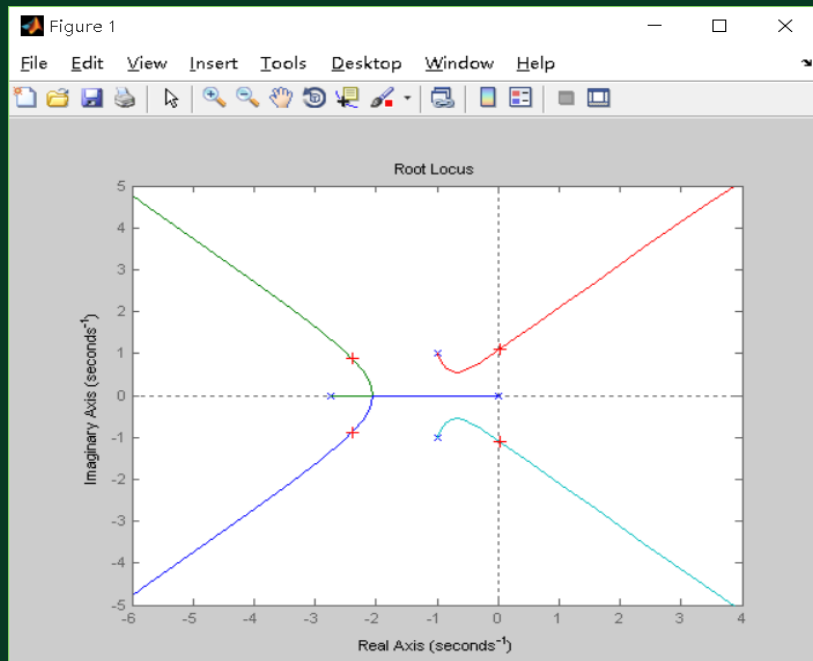 Figure 1
File Edit View Insert Tools Desktop Window Help
Root Locus
5
4
3
2
1
0
-1
-2
-3
-4
-5
Imaginary Axis (seconds⁻¹)
-6 -5 -4 -3 -2 -1 0 1 2 3 4
Real Axis (seconds⁻¹)